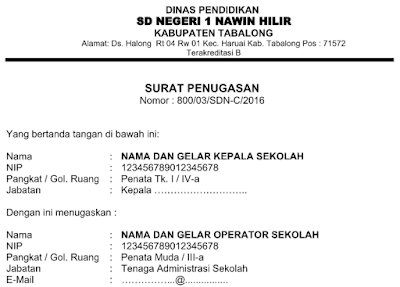 DINAS PENDIDIKAN
SD NEGERI 1 NAWIN HILIR
KABUPATEN TABALONG
Alamat: Ds. Halong Rt 04 Rw 01 Kec. Haruai Kab. Tabalong Pos : 71572
Terakreditasi B
SURAT PENUGASAN
Nomor : 800/03/SDN-C/2016
Yang bertanda tangan di bawah ini:
Nama : NAMA DAN GELAR KEPALA SEKOLAH
NIP : 123456789012345678
Pangkat / Gol. Ruang : Penata Tk. I / IV-a
Jabatan : Kepala ………………………..
Dengan ini menugaskan :
Nama : NAMA DAN GELAR OPERATOR SEKOLAH
NIP : 123456789012345678
Pangkat / Gol. Ruang : Penata Muda / III-a
Jabatan : Tenaga Administrasi Sekolah
E-Mail : ……………..@................